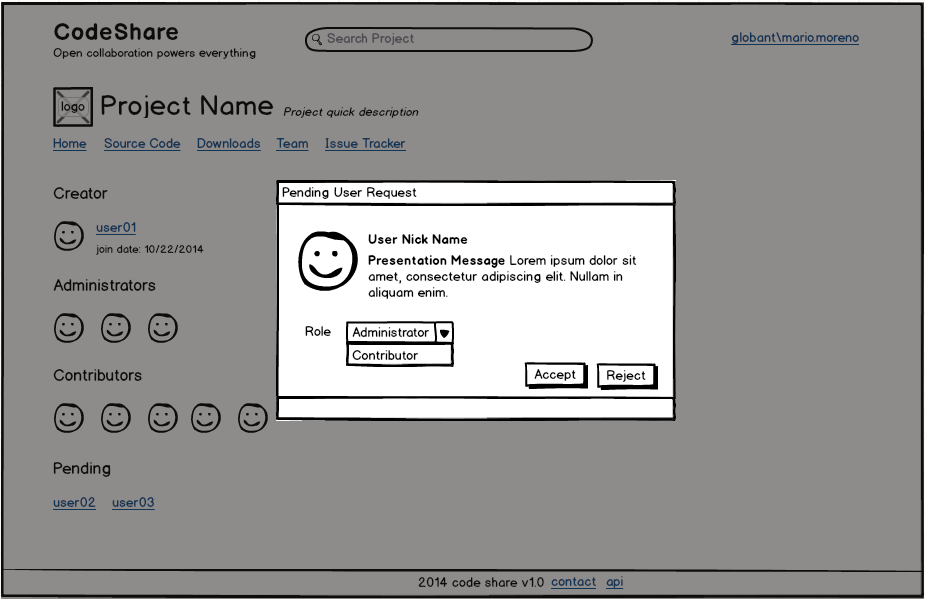 CodeShare
Open collaboration powers everything
Search Project
globant\mario.moreno
logo
Project Name
Project quick description
Home Source Code Downloads Team Issue Tracker
Creator
user01
join date: 10/22/2014
Administrators
Contributors
Pending
user02 user03
Pending User Request
User Nick Name
Presentation Message Lorem ipsum dolor sit
amet, consectetur adipiscing elit. Nullam in
aliquam enim.
Role
Administrator
Contributor
Accept Reject
2014 code share v1.0 contact api